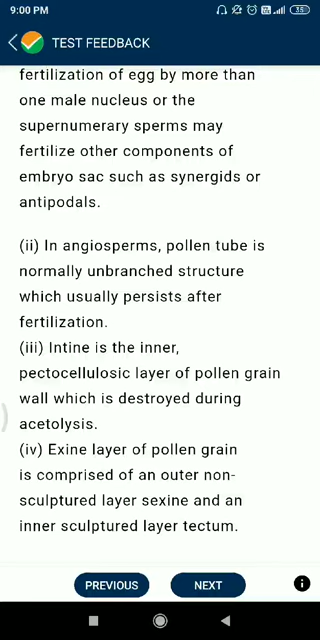 9:00 PM
38
TEST FEEDBACK
fertilization of egg by more than
one male nucleus or the
supernumerary sperms may
fertilize other components of
embryo sac such as synergids or
antipodals.
(ii) In angiosperms, pollen tube is
normally unbranched structure
which usually persists after
fertilization.
(iii) Intine is the inner,
pectocellulosic layer of pollen grain
wall which is destroyed during
acetolysis.
(iv) Exine layer of pollen grain
is comprised of an outer non-
sculptured layer sexine and an
inner sculptured layer tectum.
PREVIOUS
NEXT